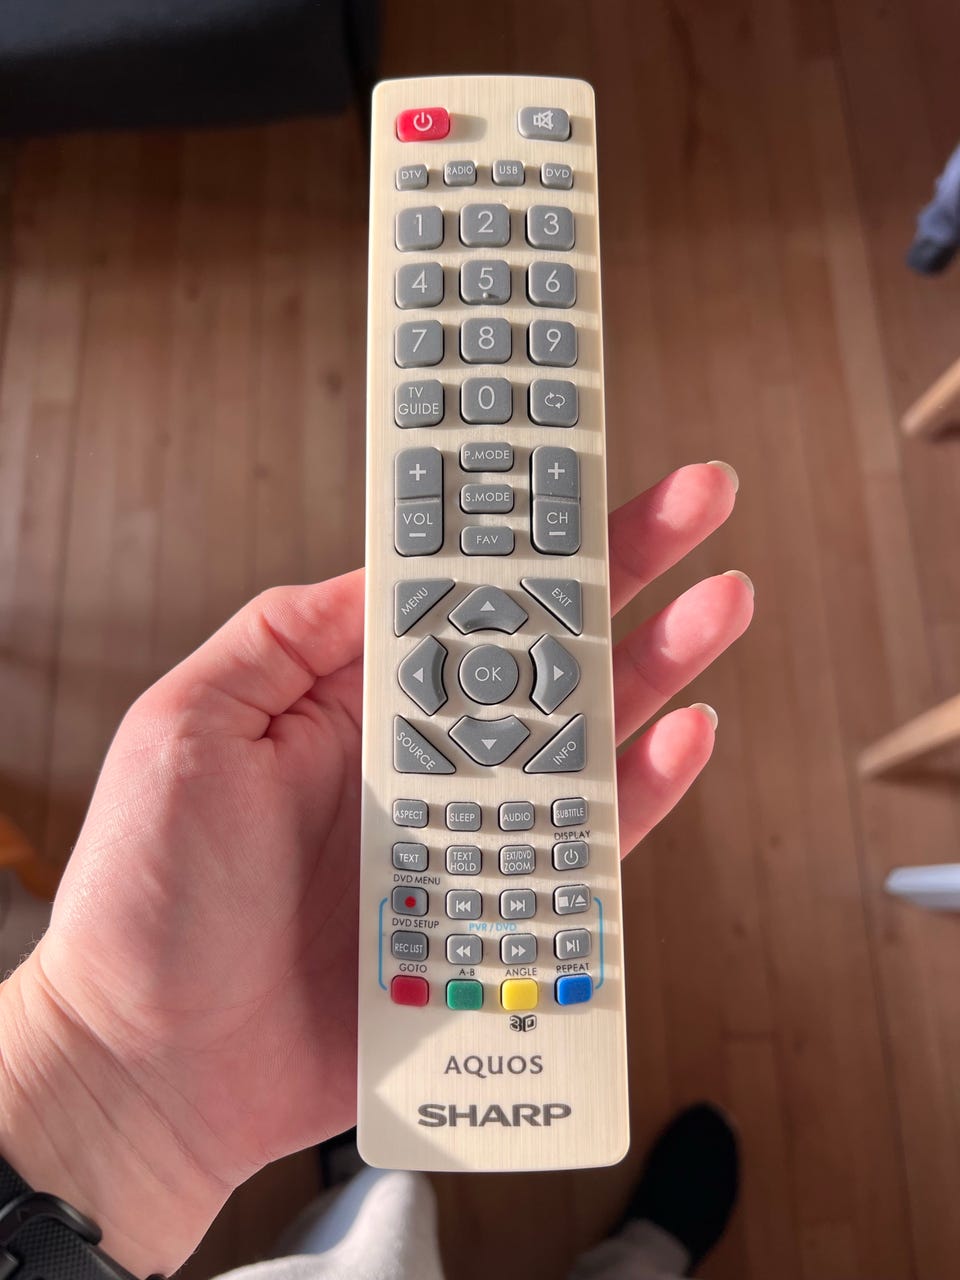 DTV RADIO USB DVD
1 2 3
4 5 6
7 8 9
TV GUIDE 0
P.MODE
+ +
S.MODE
VOL CH
- -
FAV
MENU EXIT
OK
SOURCE INFO
ASPECT SLEEP AUDIO SUBTITLE
DISPLAY
TEXT TEXT HOLD TEXT/DVD ZOOM
DVD MENU
DVD SETUP PVR / DVD
REC LIST
GOTO A-B ANGLE REPEAT
3D
AQUOS
SHARP